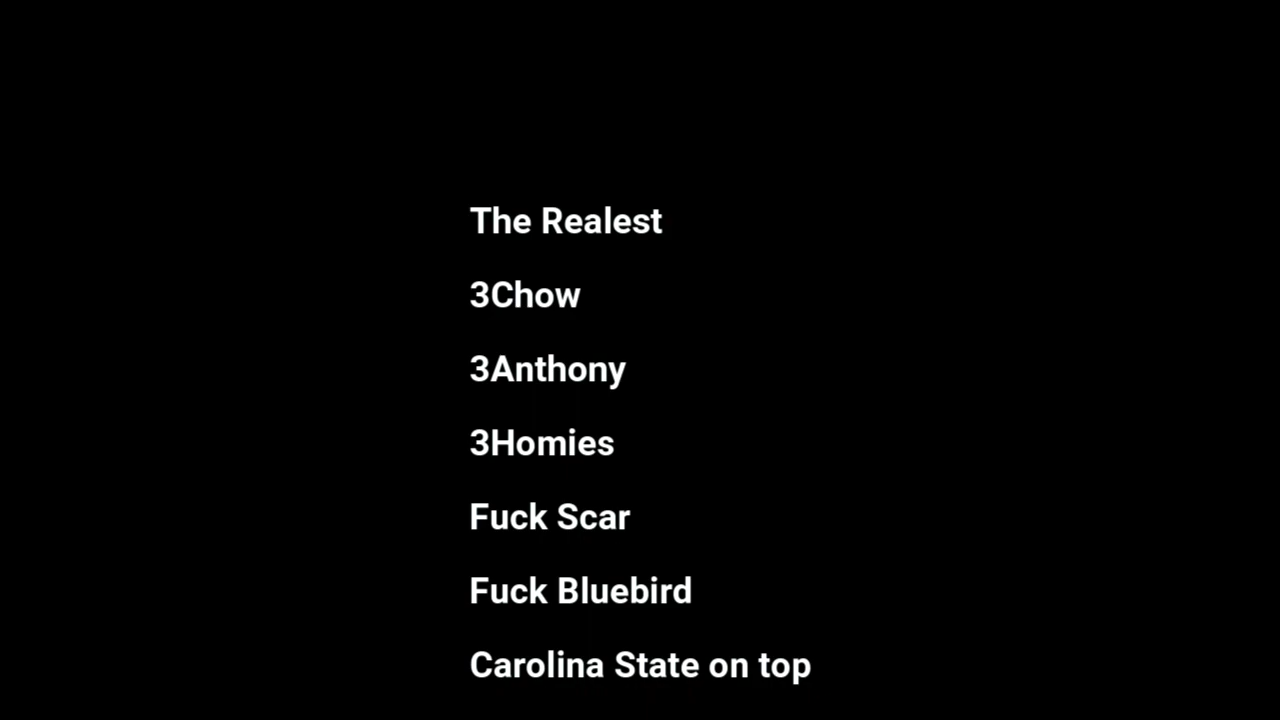 The Realest
3Chow
3Anthony
3Homies
Fuck Scar
Fuck Bluebird
Carolina State on top